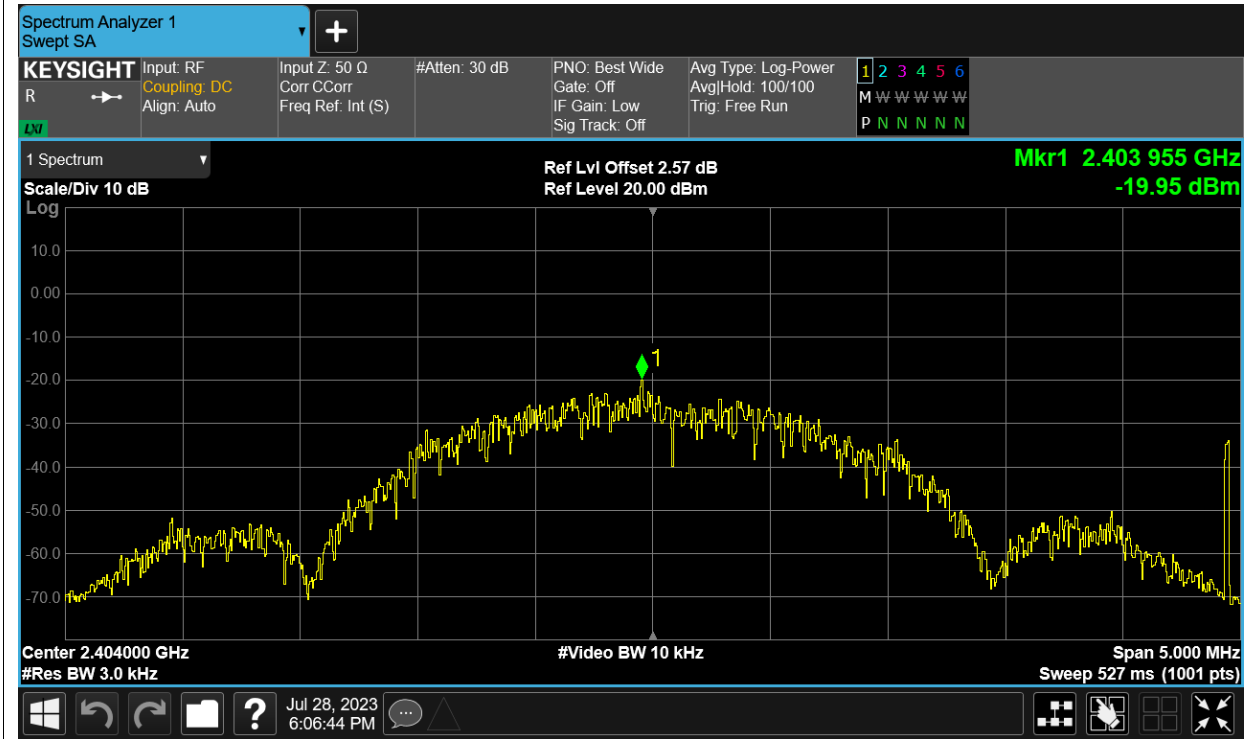 Spectrum Analyzer 1
Swept SA
KEYSIGHT
R
LXI
Input: RF
Coupling: DC
Align: Auto
Input Z: 50 Ω
Corr CCorr
Freq Ref: Int (S)
#Atten: 30 dB
PNO: Best Wide
Gate: Off
IF Gain: Low
Sig Track: Off
Avg Type: Log-Power
Avg|Hold: 100/100
Trig: Free Run
1 2 3 4 5 6
M W W W W W
P N N N N N
1 Spectrum
Scale/Div 10 dB
Log
Ref Lvl Offset 2.57 dB
Ref Level 20.00 dBm
Mkr1 2.403 955 GHz
-19.95 dBm
10.0
0.00
-10.0
1
-20.0
-30.0
-40.0
-50.0
-60.0
-70.0
Center 2.404000 GHz
#Video BW 10 kHz
Span 5.000 MHz
#Res BW 3.0 kHz
Sweep 527 ms (1001 pts)
?
Jul 28, 2023
6:06:44 PM